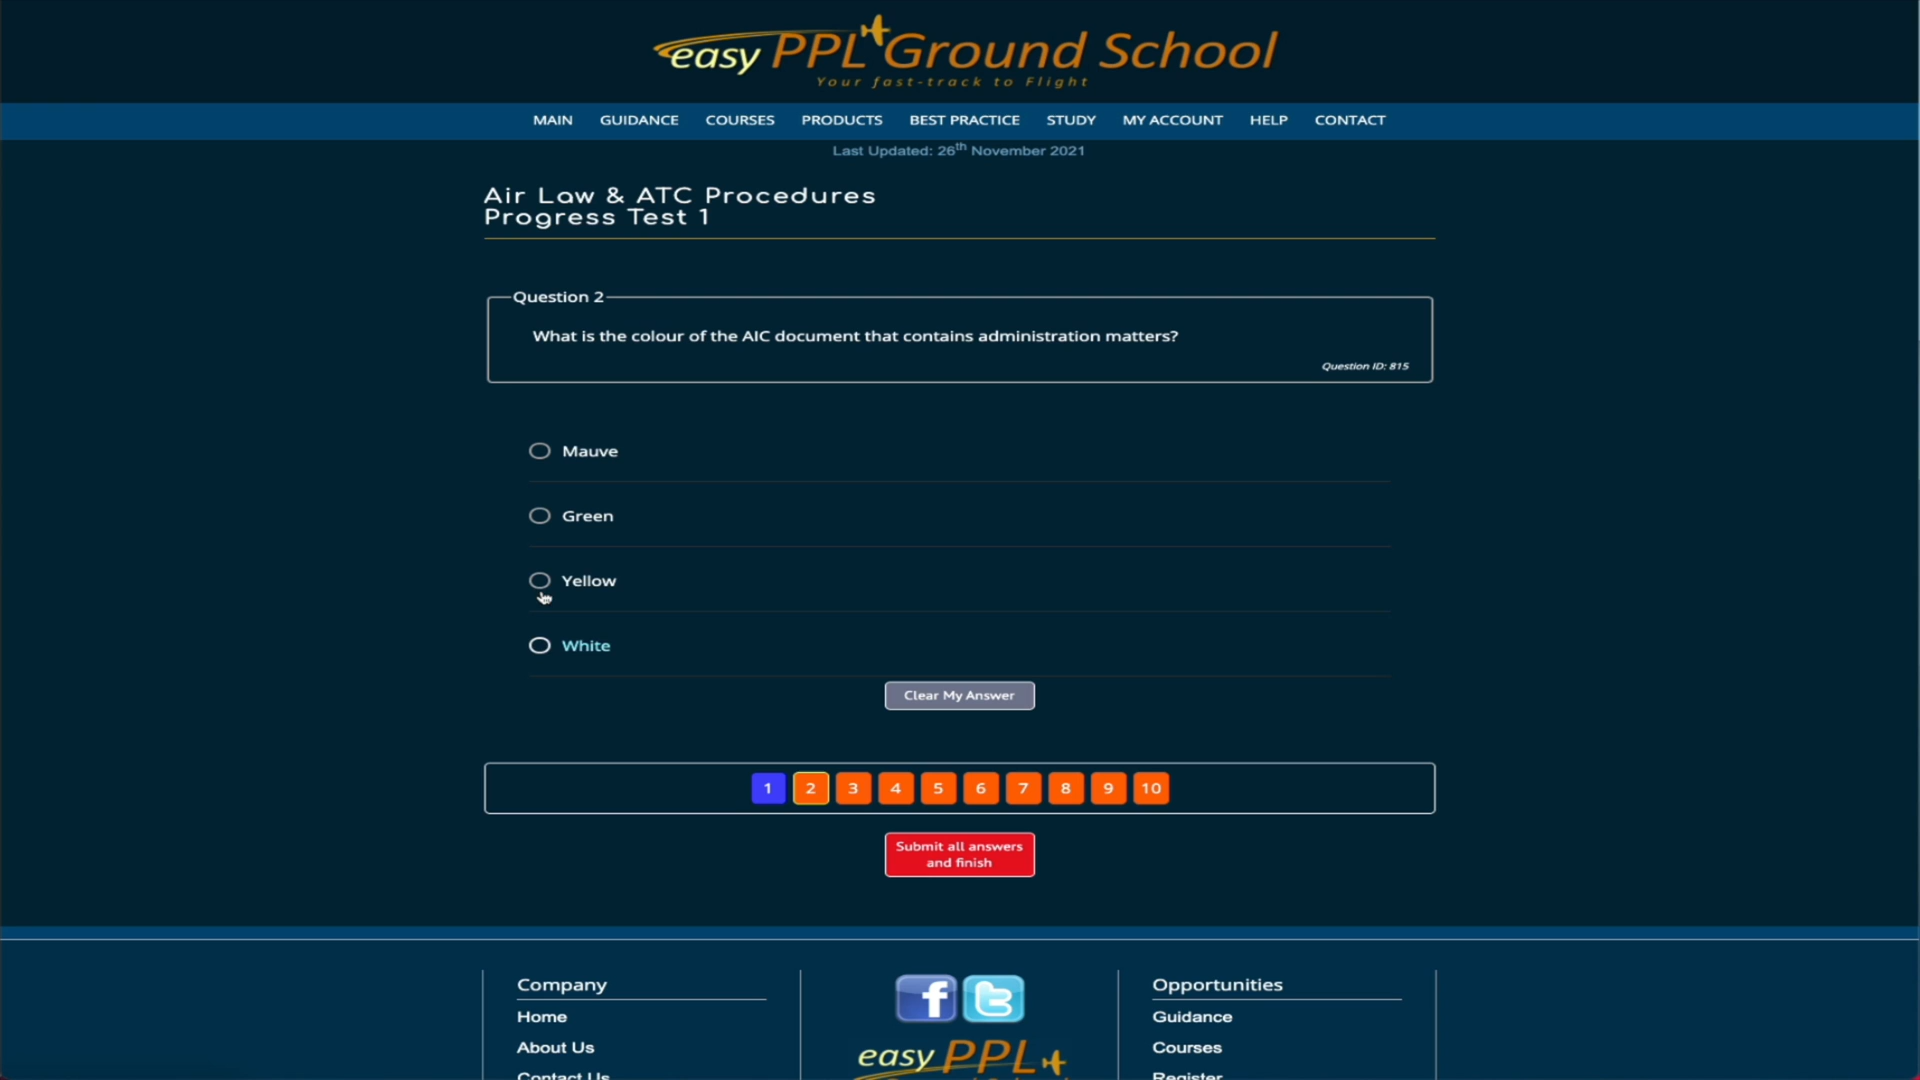 easy PPL Ground School
Your fast-track to Flight
MAIN GUIDANCE COURSES PRODUCTS BEST PRACTICE STUDY MY ACCOUNT HELP CONTACT
Last Updated: 26th November 2021
Air Law & ATC Procedures
Progress Test 1
Question 2
What is the colour of the AIC document that contains administration matters?
Question ID: 815
Mauve
Green
Yellow
White
Clear My Answer
1 2 3 4 5 6 7 8 9 10
Submit all answers
and finish
Company
Home
About Us
Contact Us
f t
easy PPL
Opportunities
Guidance
Courses
Register